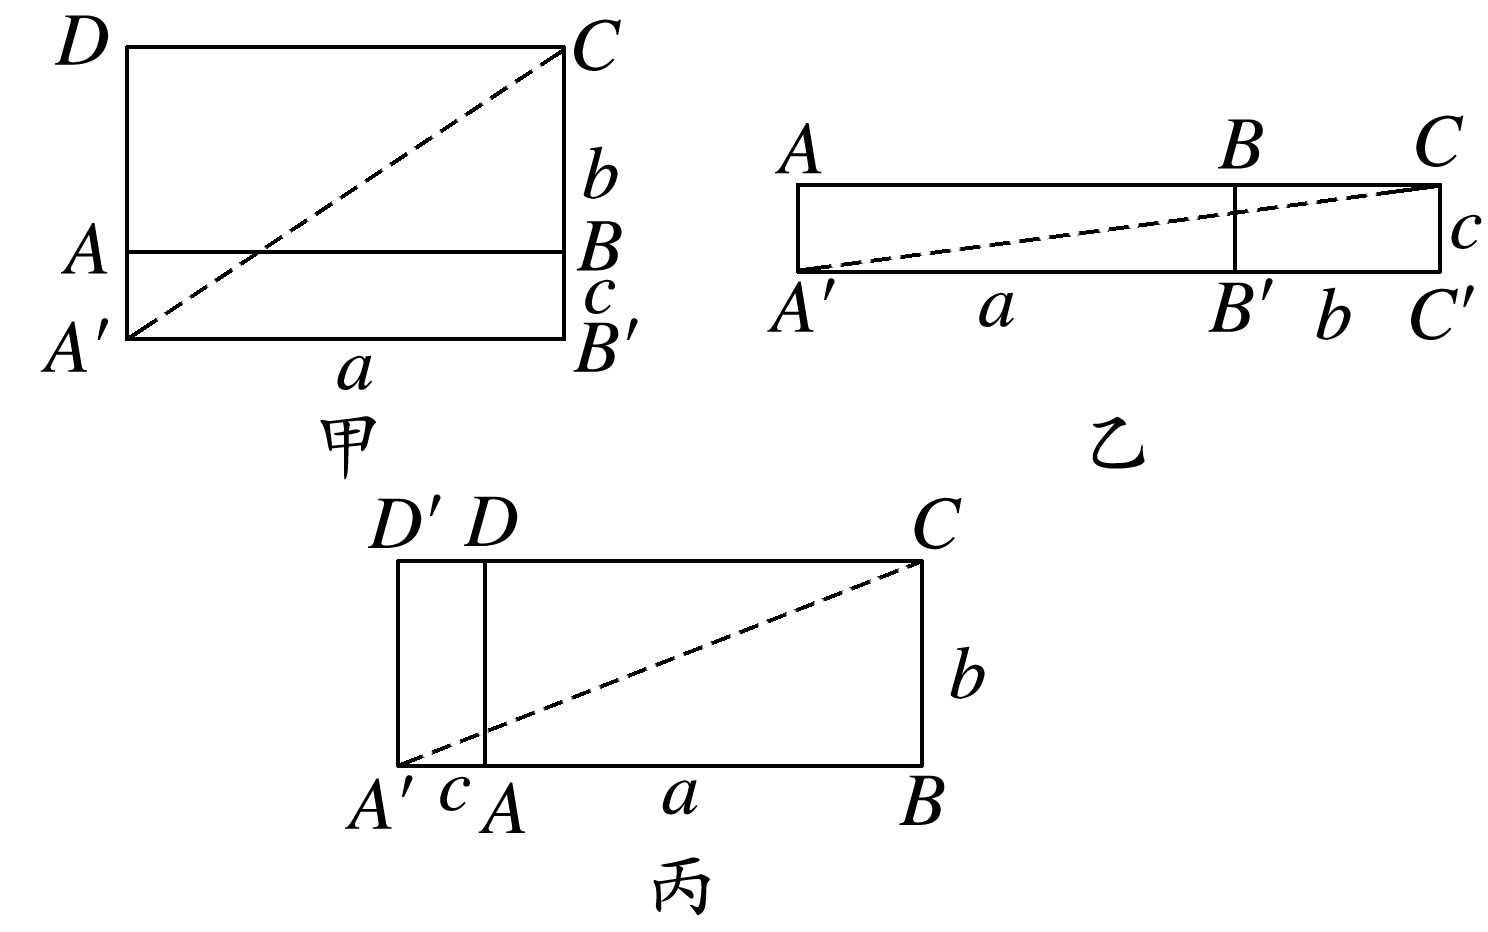 D C
b
A B
c
A′ B′
a
甲
A B C
c
A′ a B′ b C′
乙
D′ D C
b
A′ c A a B
丙